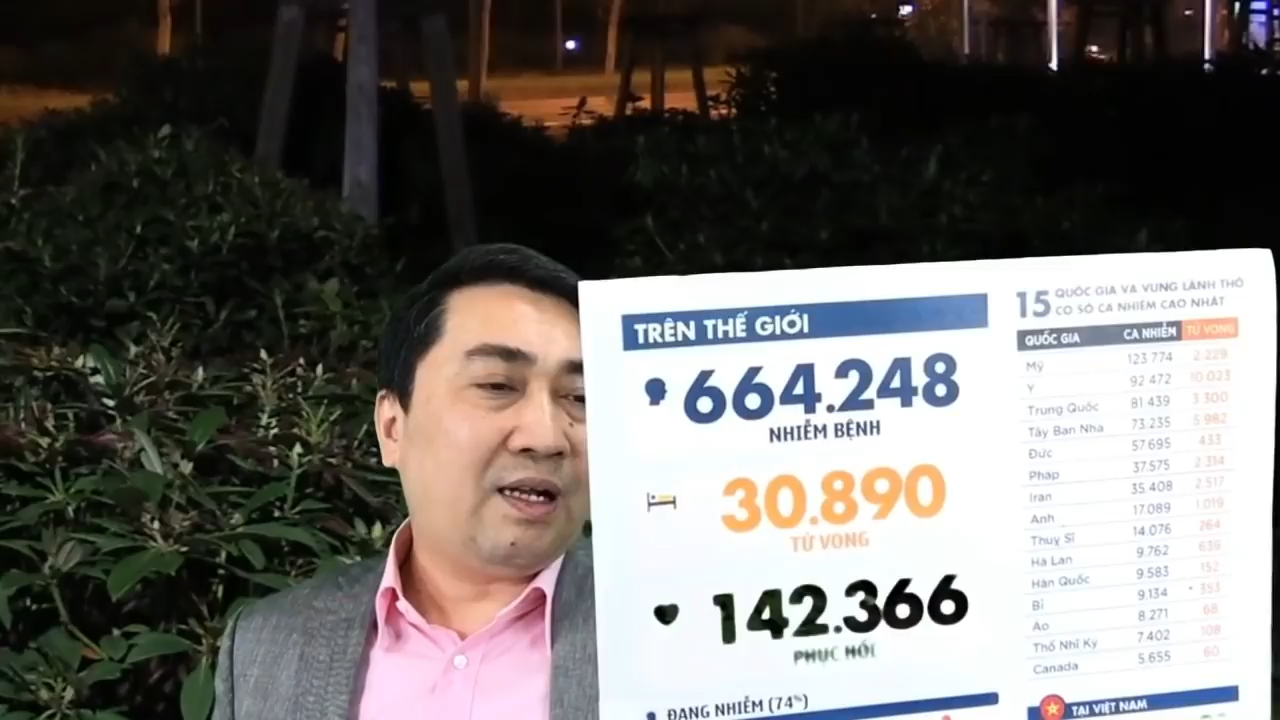 TRÊN THẾ GIỚI
664.248
NHIỄM BỆNH
30.890
TỬ VONG
142.366
PHỤC HỒI
ĐANG NHIỄM (74%)
15 QUỐC GIA VÀ VÙNG LÃNH THỔ
CÓ SỐ CA NHIỄM CAO NHẤT
QUỐC GIA CA NHIỄM TỬ VONG
Mỹ 123.774 2.229
Ý 92.472 10.023
Trung Quốc 81.439 3.300
Tây Ban Nha 73.235 5.982
Đức 57.695 433
Pháp 37.575 2.314
Iran 35.408 2.517
Anh 17.089 1.019
Thuỵ Sĩ 14.076 264
Hà Lan 9.762 639
Hàn Quốc 9.583 152
Bỉ 9.134 353
Áo 8.271 68
Thổ Nhĩ Kỳ 7.402 108
Canada 5.655 60
TẠI VIỆT NAM